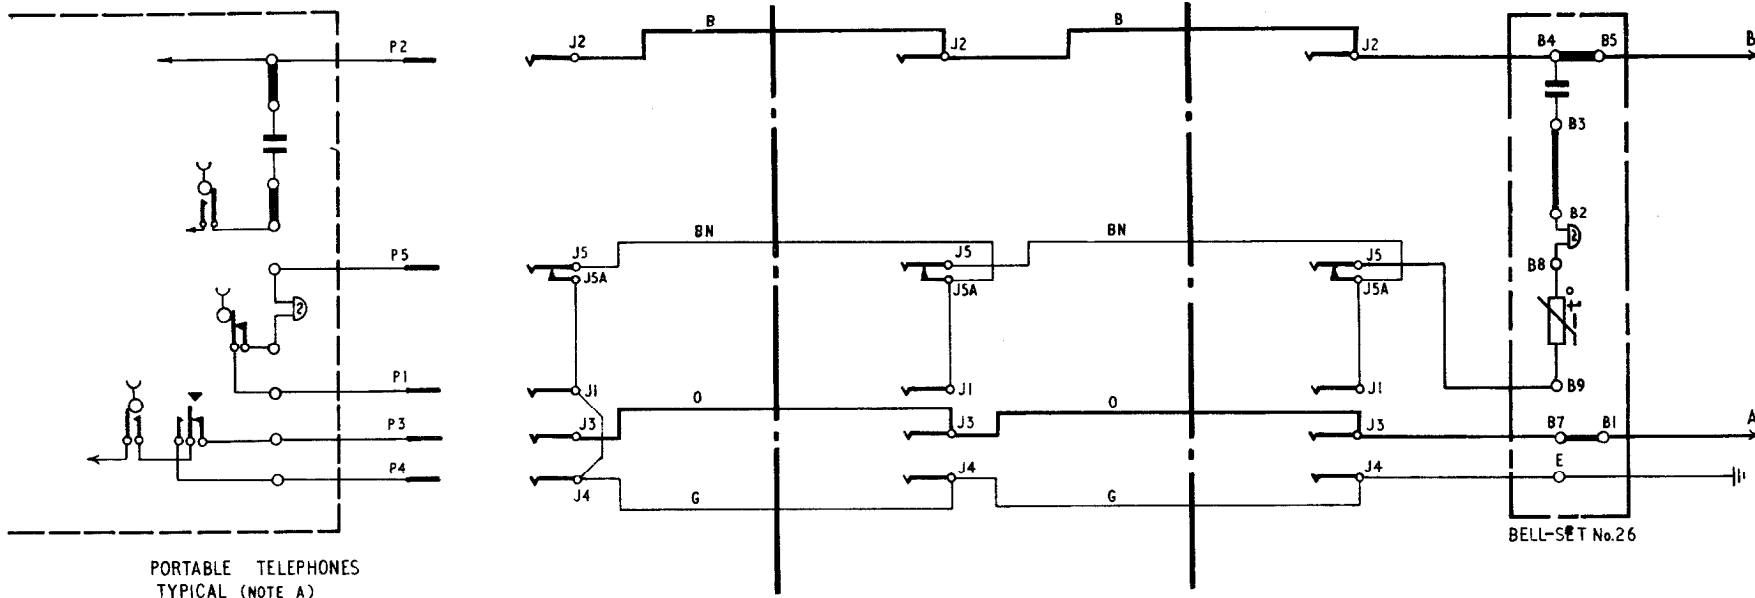 B
B
P2
J2
J2
J2
B4
B5
B
B3
B2
P5
BN
BN
J5
J5
J5
J5A
J5A
J5A
B8
t°
P1
J1
J1
J1
B9
O
O
P3
J3
J3
J3
B7
B1
A
P4
J4
J4
J4
E
G
G
BELL-SET No.26
PORTABLE TELEPHONES
TYPICAL (NOTE A)